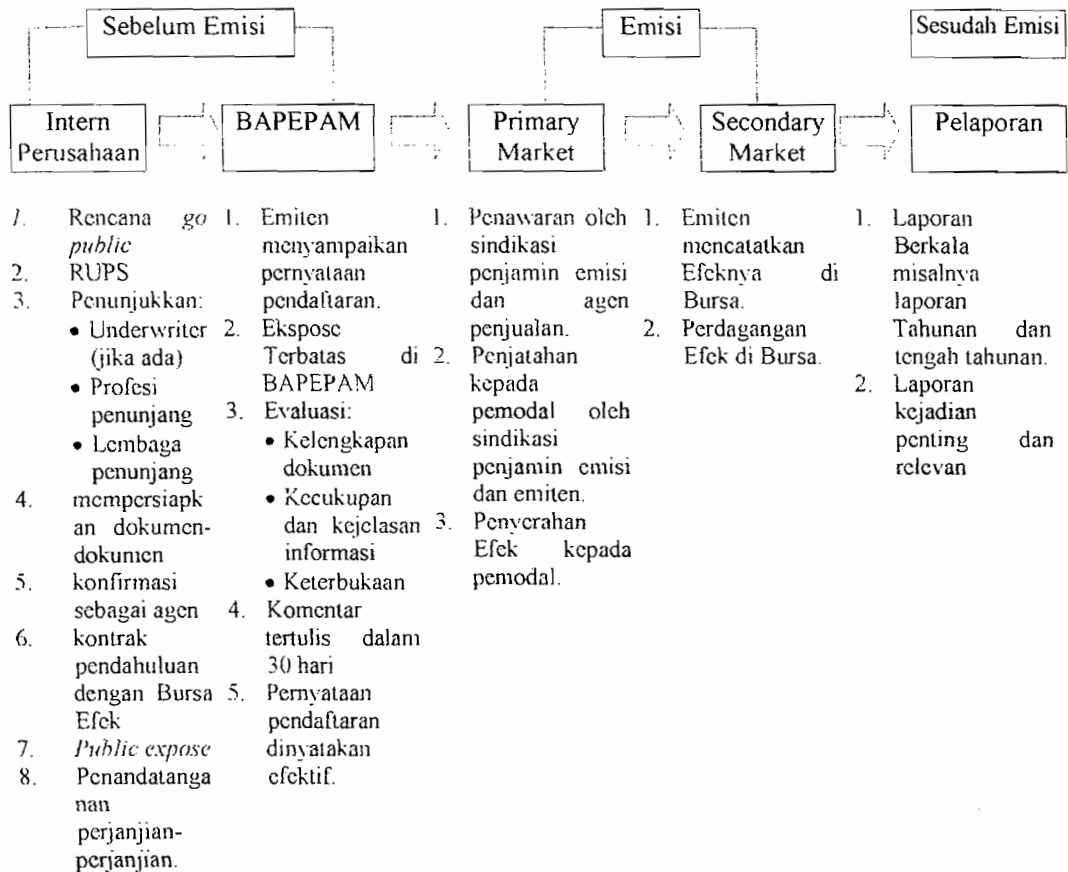 Sebelum Emisi
Emisi
Sesudah Emisi
Intern
Perusahaan
BAPEPAM
Primary
Market
Secondary
Market
Pelaporan
1. Rencana go
public
2. RUPS
3. Penunjukkan:
• Underwriter
(jika ada)
• Profesi
penunjang
• Lembaga
penunjang
4. mempersiapk
an dokumen-
dokumen
5. konfirmasi
sebagai agen
6. kontrak
pendahuluan
dengan Bursa
Efek
7. Public expose
8. Penandatanga
nan
perjanjian-
perjanjian.
1. Emiten
menyampaikan
pernyataan
pendaftaran.
2. Ekspose
Terbatas di
BAPEPAM
3. Evaluasi:
• Kelengkapan
dokumen
• Kecukupan
dan kejelasan
informasi
• Keterbukaan
4. Komentar
tertulis dalam
30 hari
5. Pernyataan
pendaftaran
dinyatakan
efektif.
1. Penawaran oleh
sindikasi
penjamin emisi
dan agen
penjualan.
2. Penjatahan
kepada
pemodal oleh
sindikasi
penjamin emisi
dan emiten.
3. Penyerahan
Efek kepada
pemodal.
1. Emiten
mencatatkan
Efeknya di
Bursa.
2. Perdagangan
Efek di Bursa.
1. Laporan
Berkala
misalnya
laporan
Tahunan dan
tengah tahunan.
2. Laporan
kejadian
penting dan
relevan